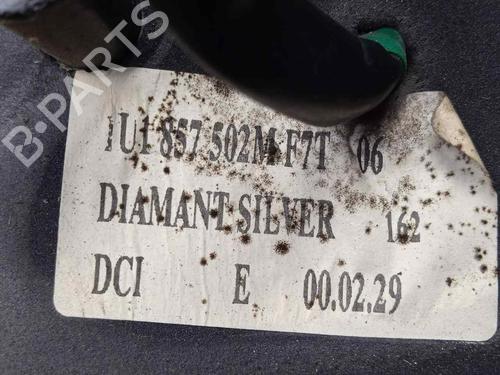 B-PARTS
1U1 857 502M F7T 06
DIAMANT SILVER 162
DCI E 00.02.29